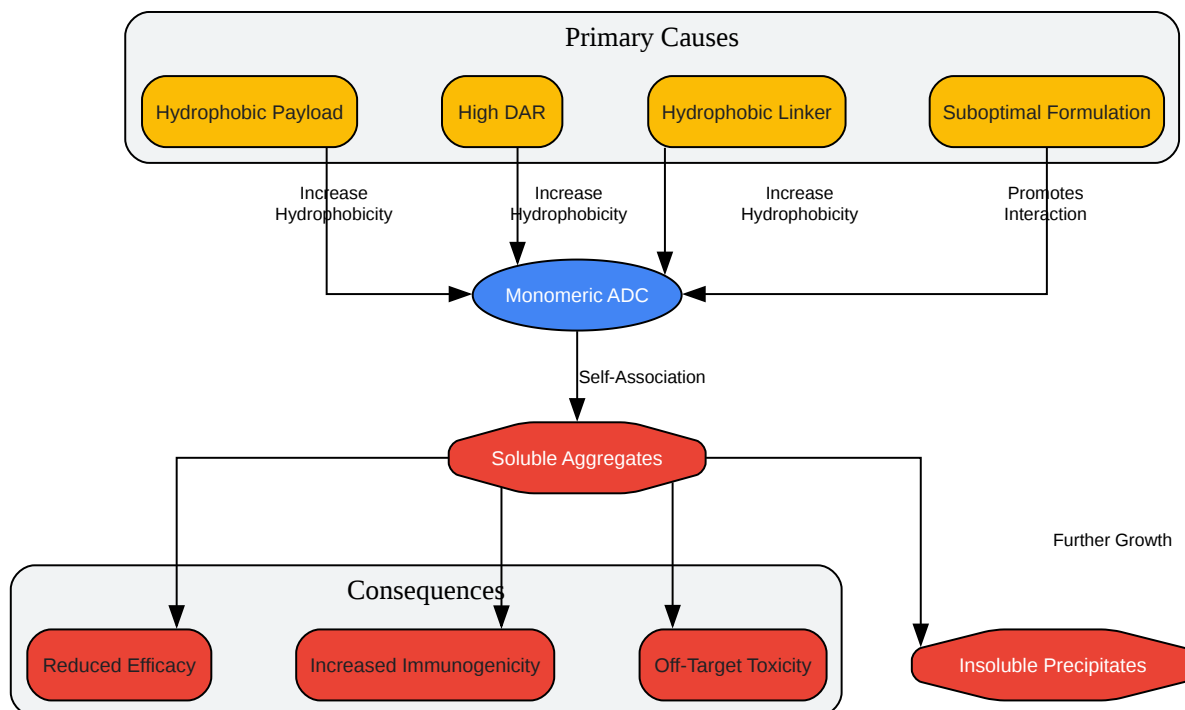 Primary Causes
Hydrophobic Payload
High DAR
Hydrophobic Linker
Suboptimal Formulation
Increase
Hydrophobicity
Increase
Hydrophobicity
Increase
Hydrophobicity
Promotes
Interaction
Monomeric ADC
Self-Association
Soluble Aggregates
Further Growth
Consequences
Reduced Efficacy
Increased Immunogenicity
Off-Target Toxicity
Insoluble Precipitates